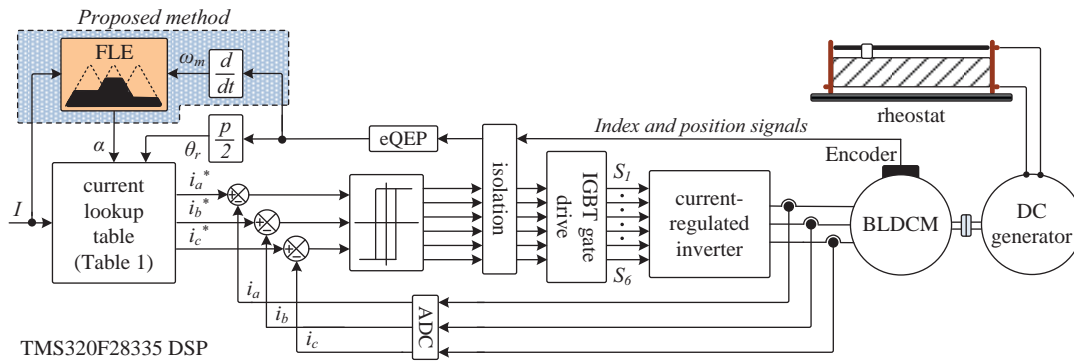 Proposed method
FLE
ω_m
d
dt
rheostat
α
θ_r
p
2
eQEP
Index and position signals
Encoder
I
current
lookup
table
(Table 1)
i_a*
i_b*
i_c*
isolation
IGBT gate
drive
S_1
S_6
current-
regulated
inverter
BLDCM
DC
generator
i_a
i_b
i_c
ADC
TMS320F28335 DSP